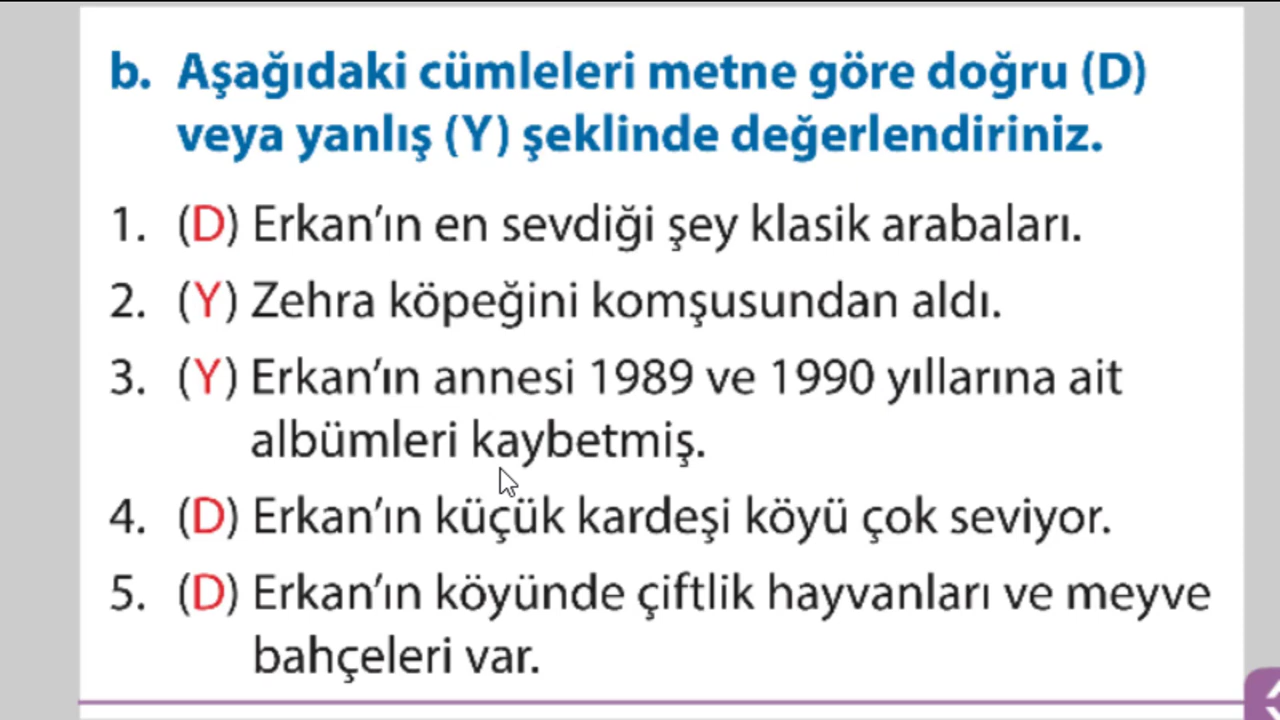 b. Aşağıdaki cümleleri metne göre doğru (D)
veya yanlış (Y) şeklinde değerlendiriniz.
1. (D) Erkan’ın en sevdiği şey klasik arabaları.
2. (Y) Zehra köpeğini komşusundan aldı.
3. (Y) Erkan’ın annesi 1989 ve 1990 yıllarına ait
albümleri kaybetmiş.
4. (D) Erkan’ın küçük kardeşi köyü çok seviyor.
5. (D) Erkan’ın köyünde çiftlik hayvanları ve meyve
bahçeleri var.